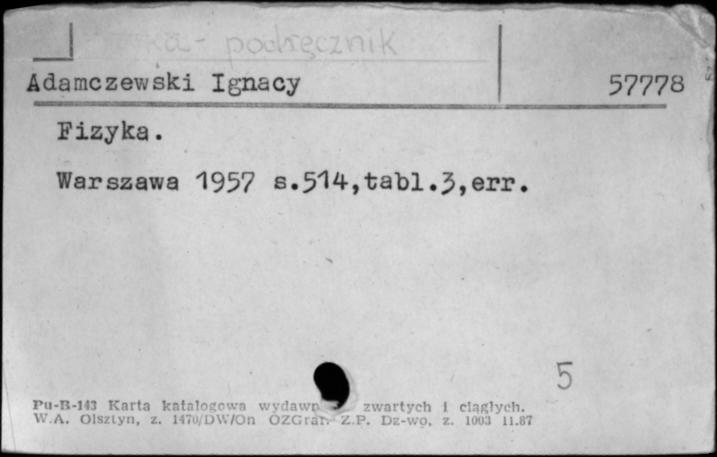 podręcznik
Adamczewski Ignacy 57778
Fizyka.
Warszawa 1957 s.514,tabl.3,err.
5
Pu-B-143 Karta katalogowa wydawn zwartych i ciągłych.
W.A. Olsztyn, z. 1470/DW/On OZGraf. Z.P. Dz-wo, z. 1003 11.87